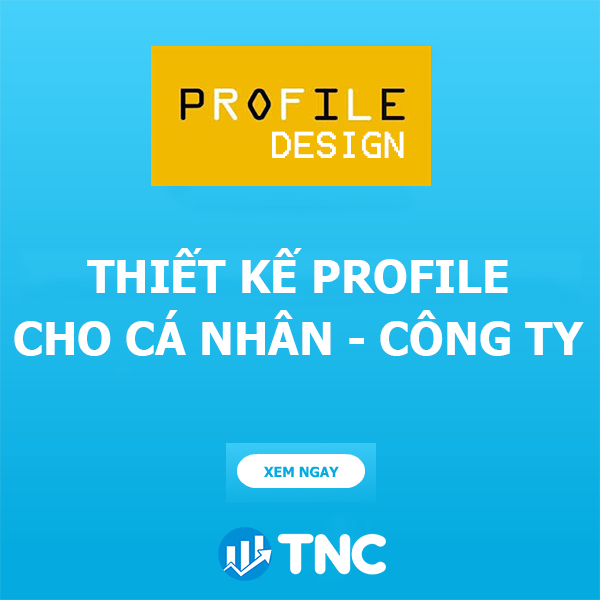 PROFILE
DESIGN
THIẾT KẾ PROFILE
CHO CÁ NHÂN - CÔNG TY
XEM NGAY
TNC